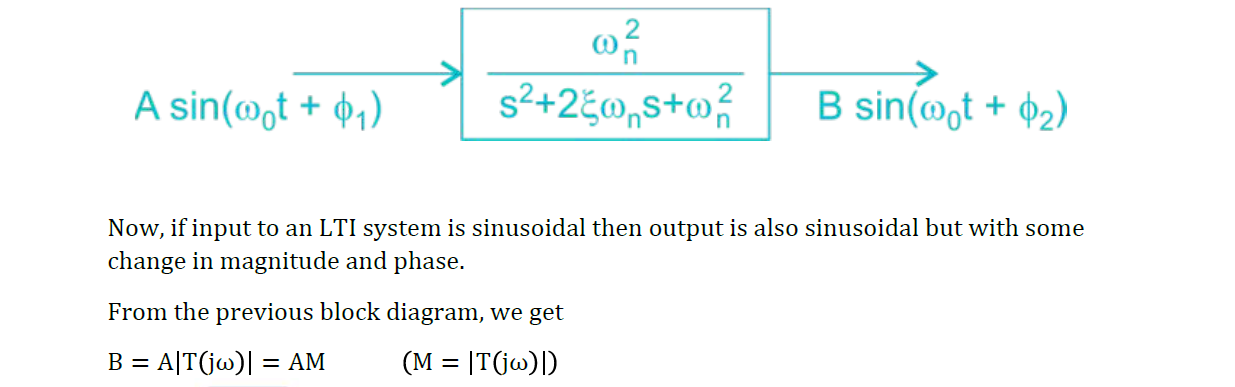 ω²ₙ
A sin(ω₀t + ϕ₁)
s²+2ξωₙs+ω²ₙ
B sin(ω₀t + ϕ₂)
Now, if input to an LTI system is sinusoidal then output is also sinusoidal but with some
change in magnitude and phase.
From the previous block diagram, we get
B = A|T(jω)| = AM (M = |T(jω)|)